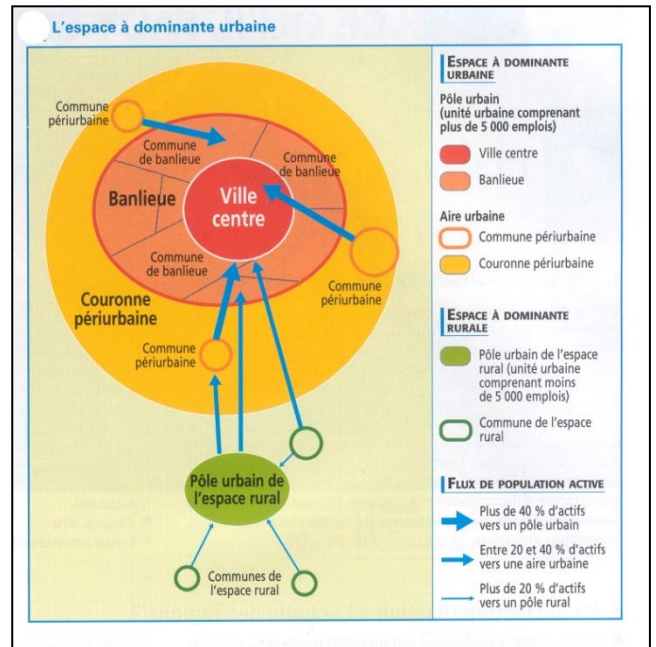 L'espace à dominante urbaine
Commune
périurbaine
Commune
de banlieue
Commune
de banlieue
Banlieue
Ville
centre
Commune
de banlieue
Commune
périurbaine
Couronne
périurbaine
Commune
périurbaine
Pôle urbain de
l'espace rural
Communes de
l'espace rural
ESPACE À DOMINANTE
URBAINE
Pôle urbain
(unité urbaine comprenant
plus de 5 000 emplois)
Ville centre
Banlieue
Aire urbaine
Commune périurbaine
Couronne périurbaine
ESPACE À DOMINANTE
RURALE
Pôle urbain de l'espace
rural (unité urbaine
comprenant moins
de 5 000 emplois)
Commune de l'espace
rural
FLUX DE POPULATION ACTIVE
Plus de 40 % d'actifs
vers un pôle urbain
Entre 20 et 40 % d'actifs
vers une aire urbaine
Plus de 20 % d'actifs
vers un pôle rural